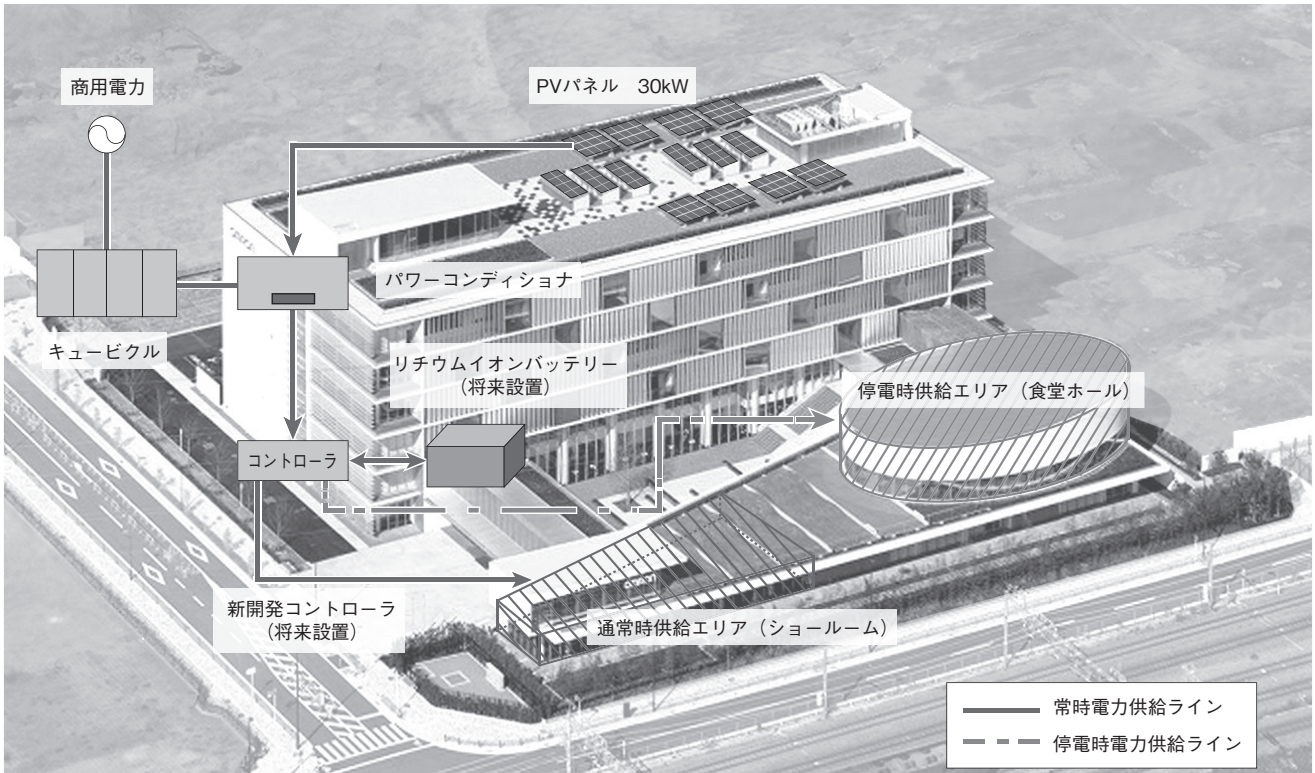 商用電力
PVパネル　30kW
パワーコンディショナ
キュービクル
リチウムイオンバッテリー
（将来設置）
停電時供給エリア（食堂ホール）
コントローラ
新開発コントローラ
（将来設置）
通常時供給エリア（ショールーム）
常時電力供給ライン
停電時電力供給ライン